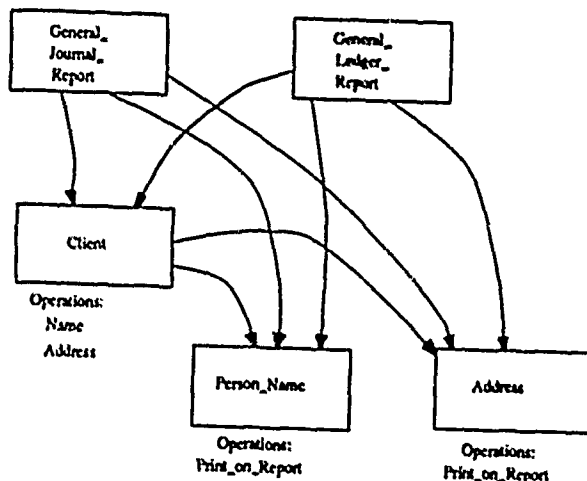 General_
Journal_
Report
General_
Ledger_
Report
Client
Operations:
Name
Address
Person_Name
Operations:
Print_on_Report
Address
Operations:
Print_on_Report